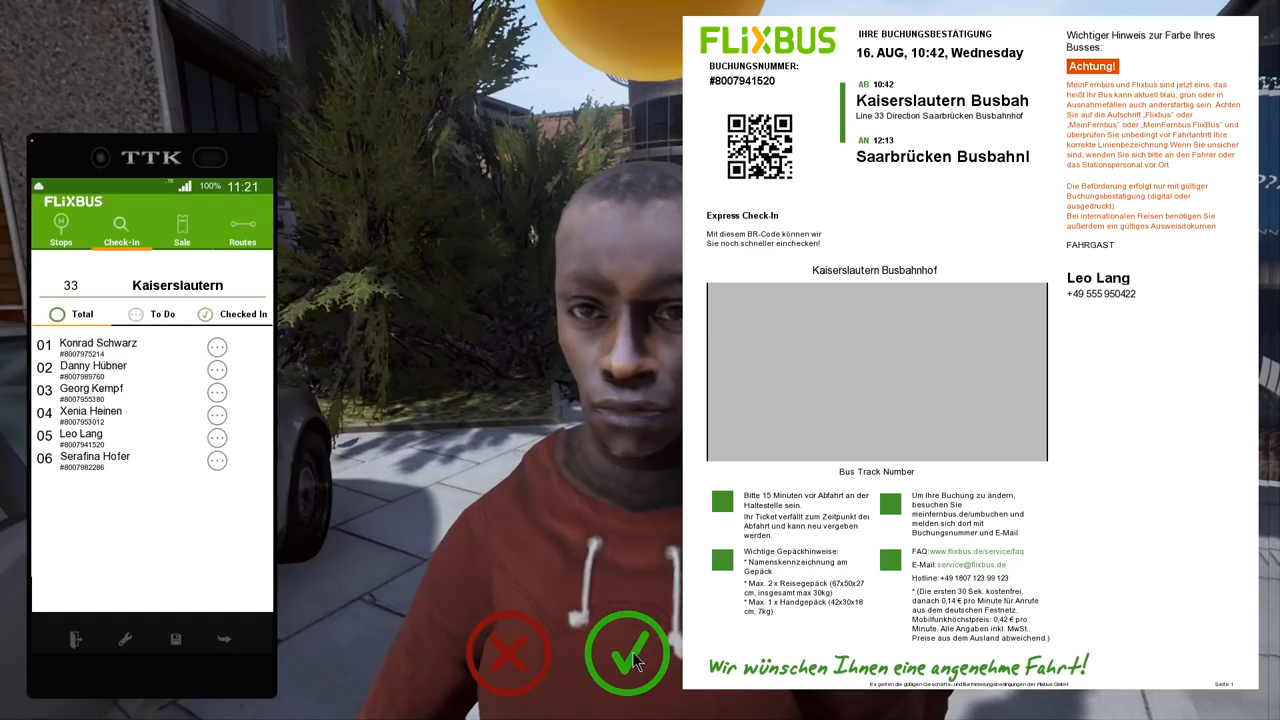 TTK
TE
100%
11:21
FLiXBUS
Stops
Check-In
Sale
Routes
33
Kaiserslautern
Total
To Do
Checked In
01 Konrad Schwarz
#8007975214
02 Danny Hübner
#8007989760
03 Georg Kempf
#8007955380
04 Xenia Heinen
#8007953012
05 Leo Lang
#8007941520
06 Serafina Hofer
#8007982286
FLiXBUS
BUCHUNGSNUMMER:
#8007941520
IHRE BUCHUNGSBESTÄTIGUNG
16. AUG, 10:42, Wednesday
AB 10:42
Kaiserslautern Busbah
Line 33 Direction Saarbrücken Busbahnhof
AN 12:13
Saarbrücken Busbahnl
Express Check-In
Mit diesem BR-Code können wir
Sie noch schneller einchecken!
Kaiserslautern Busbahnhof
Bus Track Number
Bitte 15 Minuten vor Abfahrt an der
Haltestelle sein.
Ihr Ticket verfällt zum Zeitpunkt der
Abfahrt und kann neu vergeben
werden.
Wichtige Gepäckhinweise:
* Namenskennzeichnung am
Gepäck
* Max. 2 x Reisegepäck (67x50x27
cm, insgesamt max 30kg)
* Max. 1 x Handgepäck (42x30x18
cm, 7kg)
Um Ihre Buchung zu ändern,
besuchen Sie
meinfernbus.de/umbuchen und
melden sich dort mit
Buchungsnummer und E-Mail
FAQ:www.flixbus.de/service/faq
E-Mail:service@flixbus.de
Hotline:+49 1807 123 99 123
* (Die ersten 30 Sek. kostenfrei,
danach 0,14 € pro Minute für Anrufe
aus dem deutschen Festnetz.
Mobilfunkhöchstpreis: 0,42 € pro
Minute. Alle Angaben inkl. MwSt..
Preise aus dem Ausland abweichend.)
Wir wünschen Ihnen eine angenehme Fahrt!
Es gelten die gültigen Geschäfts- und Beförderungsbedingungen der Flixbus GmbH
Seite 1
Wichtiger Hinweis zur Farbe Ihres
Busses:
Achtung!
MeinFernbus und Flixbus sind jetzt eins, das
heißt Ihr Bus kann aktuell blau, grün oder in
Ausnahmefällen auch andersfarbig sein. Achten
Sie auf die Aufschrift „Flixbus“ oder
„MeinFernbus“ oder „MeinFernbus FlixBus“ und
überprüfen Sie unbedingt vor Fahrtantritt Ihre
korrekte Linienbezeichnung.Wenn Sie unsicher
sind, wenden Sie sich bitte an den Fahrer oder
das Stationspersonal vor Ort.
Die Beförderung erfolgt nur mit gültiger
Buchungsbestätigung (digital oder
ausgedruckt).
Bei internationalen Reisen benötigen Sie
außerdem ein gültiges Ausweisdokumen
FAHRGAST
Leo Lang
+49 555 950422